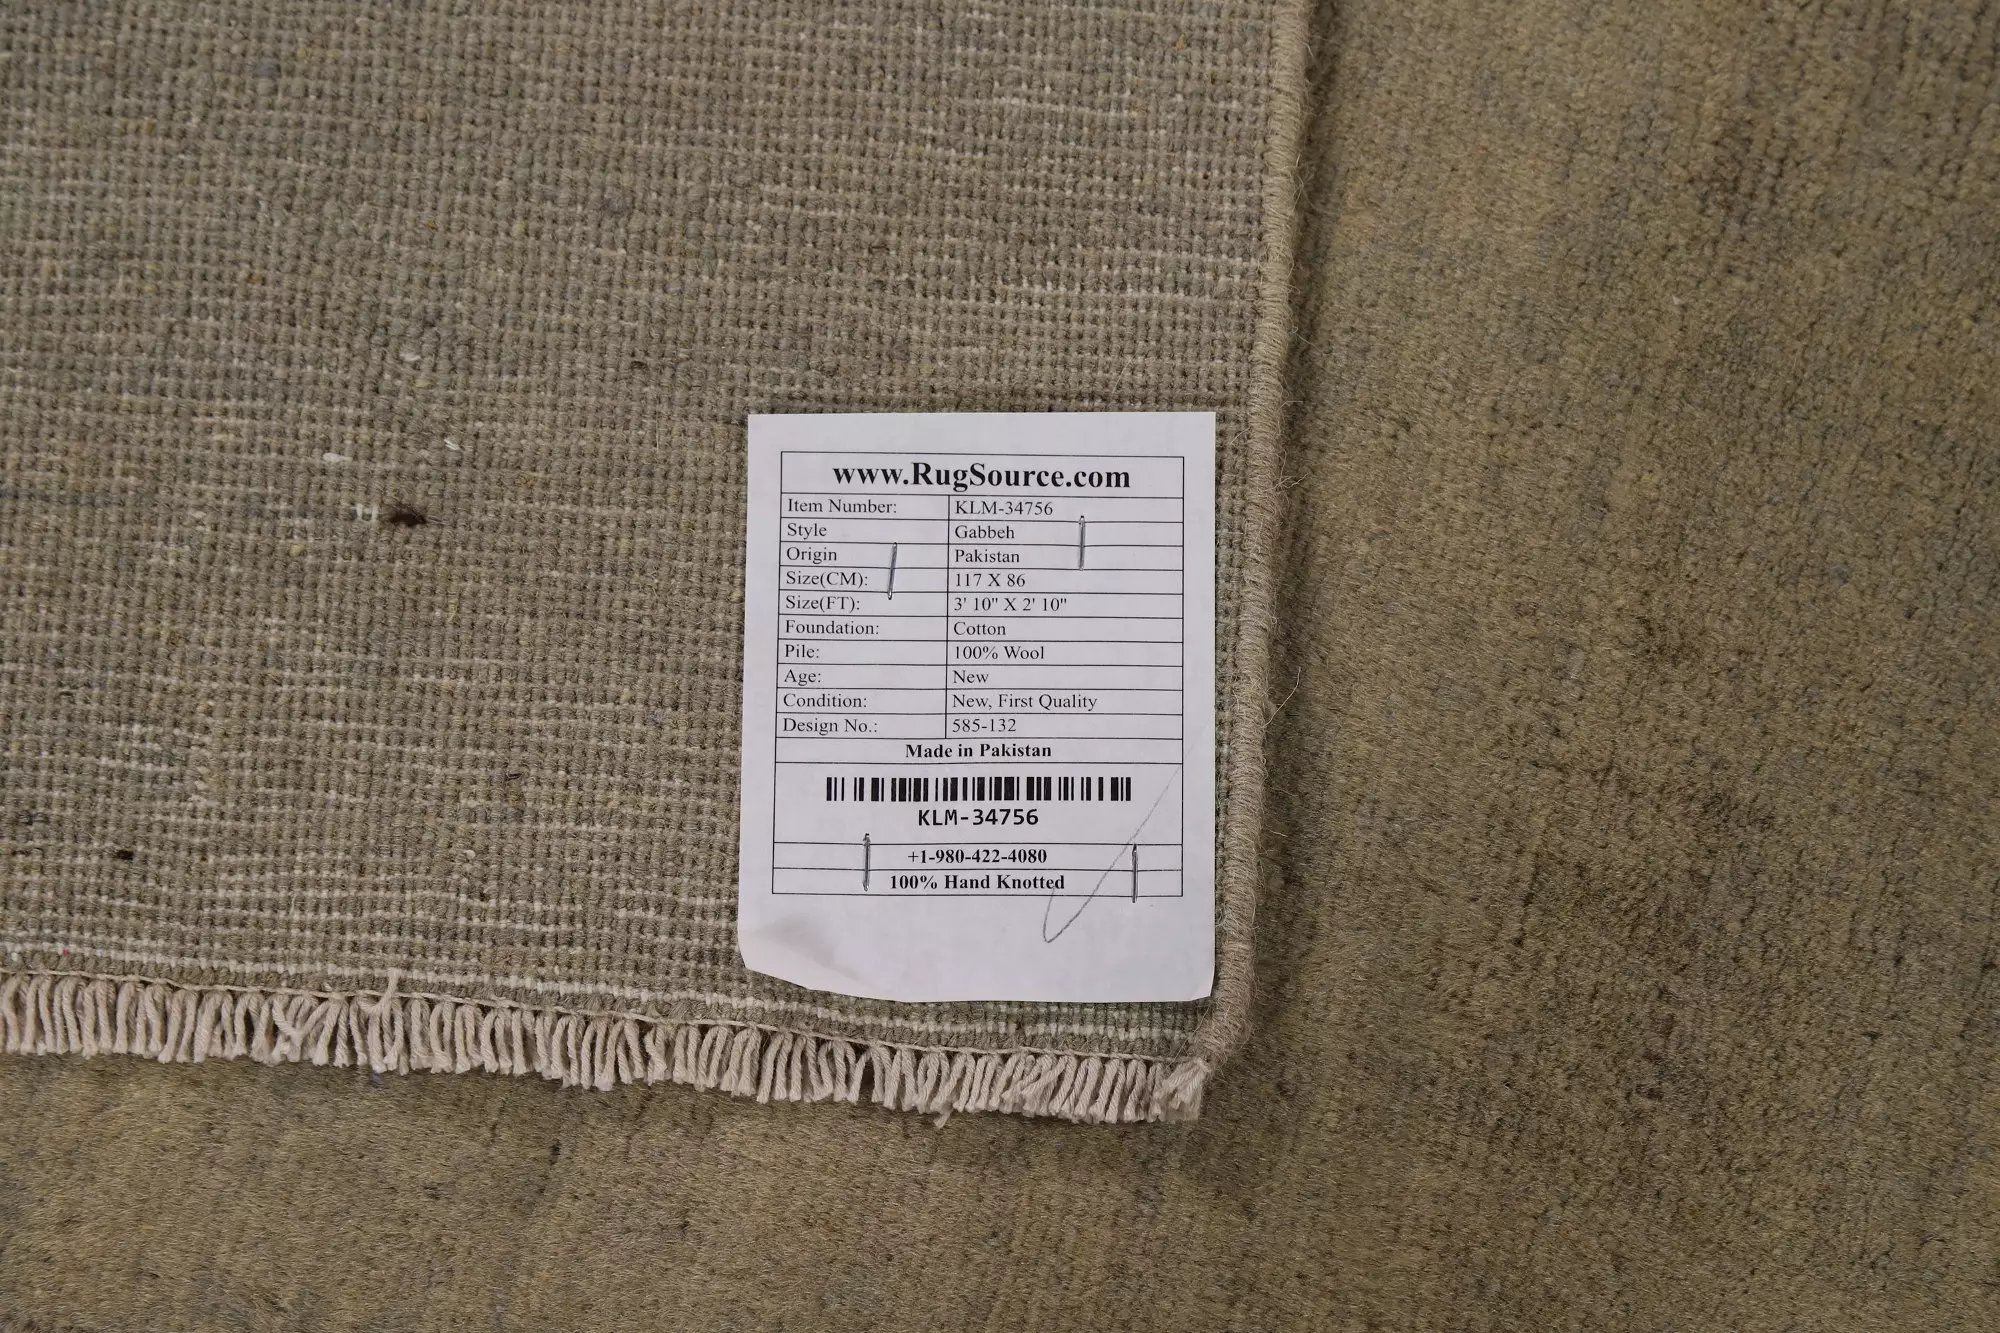 www.RugSource.com
Item Number: KLM-34756
Style Gabbeh
Origin Pakistan
Size(CM): 117 X 86
Size(FT): 3' 10" X 2' 10"
Foundation: Cotton
Pile: 100% Wool
Age: New
Condition: New, First Quality
Design No.: 585-132
Made in Pakistan
KLM-34756
+1-980-422-4080
100% Hand Knotted